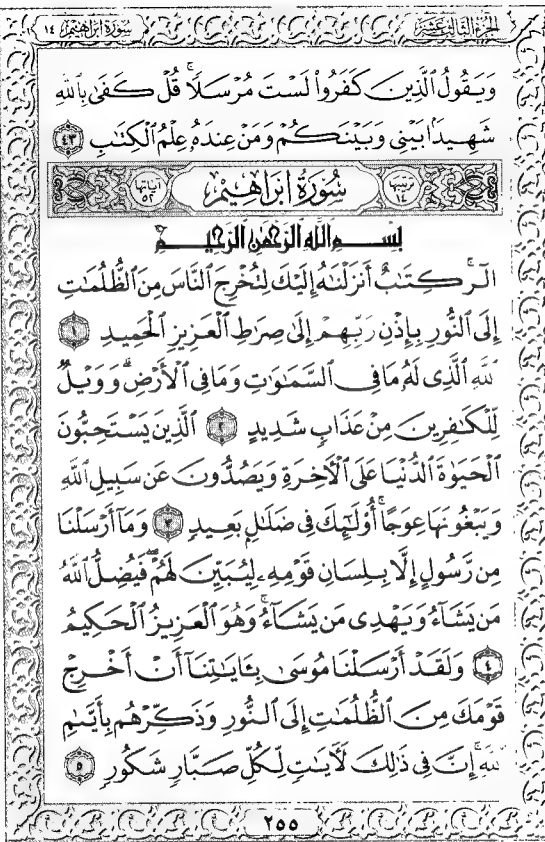 الجزء الثالث عشر سورة إبراهيم ١٤
وَيَقُولُ ٱلَّذِينَ كَفَرُوا۟ لَسْتَ مُرْسَلًا ۚ قُلْ كَفَىٰ بِٱللَّهِ
شَهِيدًۢا بَيْنِى وَبَيْنَكُمْ وَمَنْ عِندَهُۥ عِلْمُ ٱلْكِتَٰبِ ٤٣
ترتيبها ١٤ سُورَةُ إِبْرَاهِيمَ آياتها ٥٢
بِسْمِ ٱللَّهِ ٱلرَّحْمَٰنِ ٱلرَّحِيمِ
الٓر ۚ كِتَٰبٌ أَنزَلْنَٰهُ إِلَيْكَ لِتُخْرِجَ ٱلنَّاسَ مِنَ ٱلظُّلُمَٰتِ
إِلَى ٱلنُّورِ بِإِذْنِ رَبِّهِمْ إِلَىٰ صِرَٰطِ ٱلْعَزِيزِ ٱلْحَمِيدِ ١
ٱللَّهِ ٱلَّذِى لَهُۥ مَا فِى ٱلسَّمَٰوَٰتِ وَمَا فِى ٱلْأَرْضِ ۗ وَوَيْلٌ
لِّلْكَٰفِرِينَ مِنْ عَذَابٍ شَدِيدٍ ٢ ٱلَّذِينَ يَسْتَحِبُّونَ
ٱلْحَيَوٰةَ ٱلدُّنْيَا عَلَى ٱلْءَاخِرَةِ وَيَصُدُّونَ عَن سَبِيلِ ٱللَّهِ
وَيَبْغُونَهَا عِوَجًا ۚ أُو۟لَٰٓئِكَ فِى ضَلَٰلٍۭ بَعِيدٍ ٣ وَمَآ أَرْسَلْنَا
مِن رَّسُولٍ إِلَّا بِلِسَانِ قَوْمِهِۦ لِيُبَيِّنَ لَهُمْ ۖ فَيُضِلُّ ٱللَّهُ
مَن يَشَآءُ وَيَهْدِى مَن يَشَآءُ ۚ وَهُوَ ٱلْعَزِيزُ ٱلْحَكِيمُ
٤ وَلَقَدْ أَرْسَلْنَا مُوسَىٰ بِـَٔايَٰتِنَآ أَنْ أَخْرِجْ
قَوْمَكَ مِنَ ٱلظُّلُمَٰتِ إِلَى ٱلنُّورِ وَذَكِّرْهُم بِأَيَّىٰمِ
ٱللَّهِ ۚ إِنَّ فِى ذَٰلِكَ لَءَايَٰتٍ لِّكُلِّ صَبَّارٍ شَكُورٍ ٥
٢٥٥